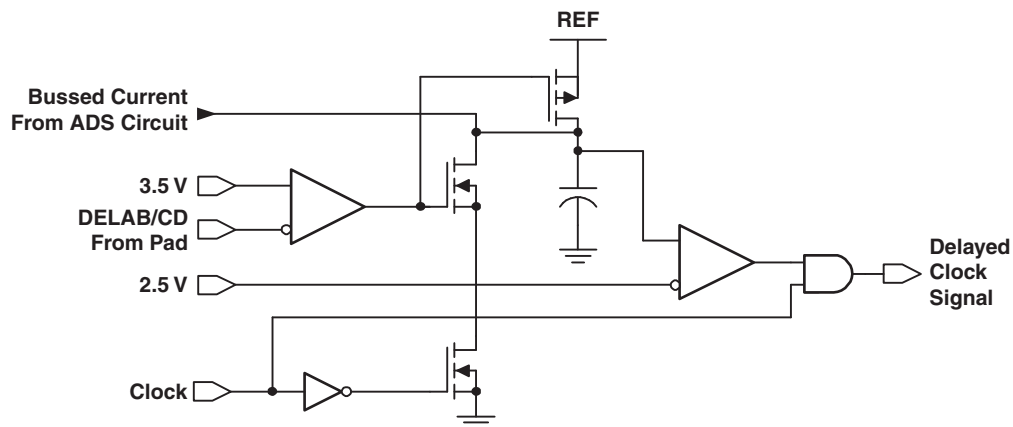 REF
Bussed Current
From ADS Circuit
3.5 V
DELAB/CD
From Pad
2.5 V
Delayed
Clock
Signal
Clock